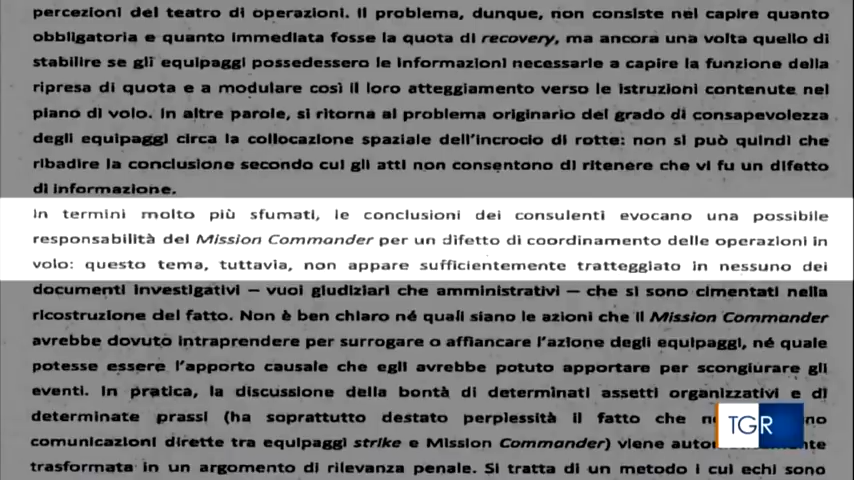 percezioni del teatro di operazioni. Il problema, dunque, non consiste nel capire quanto
obbligatoria e quanto immediata fosse la quota di recovery, ma ancora una volta quello di
stabilire se gli equipaggi possedessero le informazioni necessarie a capire la funzione della
ripresa di quota e a modulare così il loro atteggiamento verso le istruzioni contenute nel
piano di volo. In altre parole, si ritorna al problema originario del grado di consapevolezza
degli equipaggi circa la collocazione spaziale dell'incrocio di rotte: non si può quindi che
ribadire la conclusione secondo cui gli atti non consentono di ritenere che vi fu un difetto
di informazione.
In termini molto più sfumati, le conclusioni dei consulenti evocano una possibile
responsabilità del Mission Commander per un difetto di coordinamento delle operazioni in
volo: questo tema, tuttavia, non appare sufficientemente tratteggiato in nessuno dei
documenti investigativi – vuoi giudiziari che amministrativi – che si sono cimentati nella
ricostruzione del fatto. Non è ben chiaro né quali siano le azioni che il Mission Commander
avrebbe dovuto intraprendere per surrogare o affiancare l'azione degli equipaggi, né quale
potesse essere l'apporto causale che egli avrebbe potuto apportare per scongiurare gli
eventi. In pratica, la discussione della bontà di determinati assetti organizzativi e di
determinate prassi (ha soprattutto destato perplessità il fatto che
comunicazioni dirette tra equipaggi strike e Mission Commander) viene
trasformata in un argomento di rilevanza penale. Si tratta di un metodo i cui echi sono
TGR